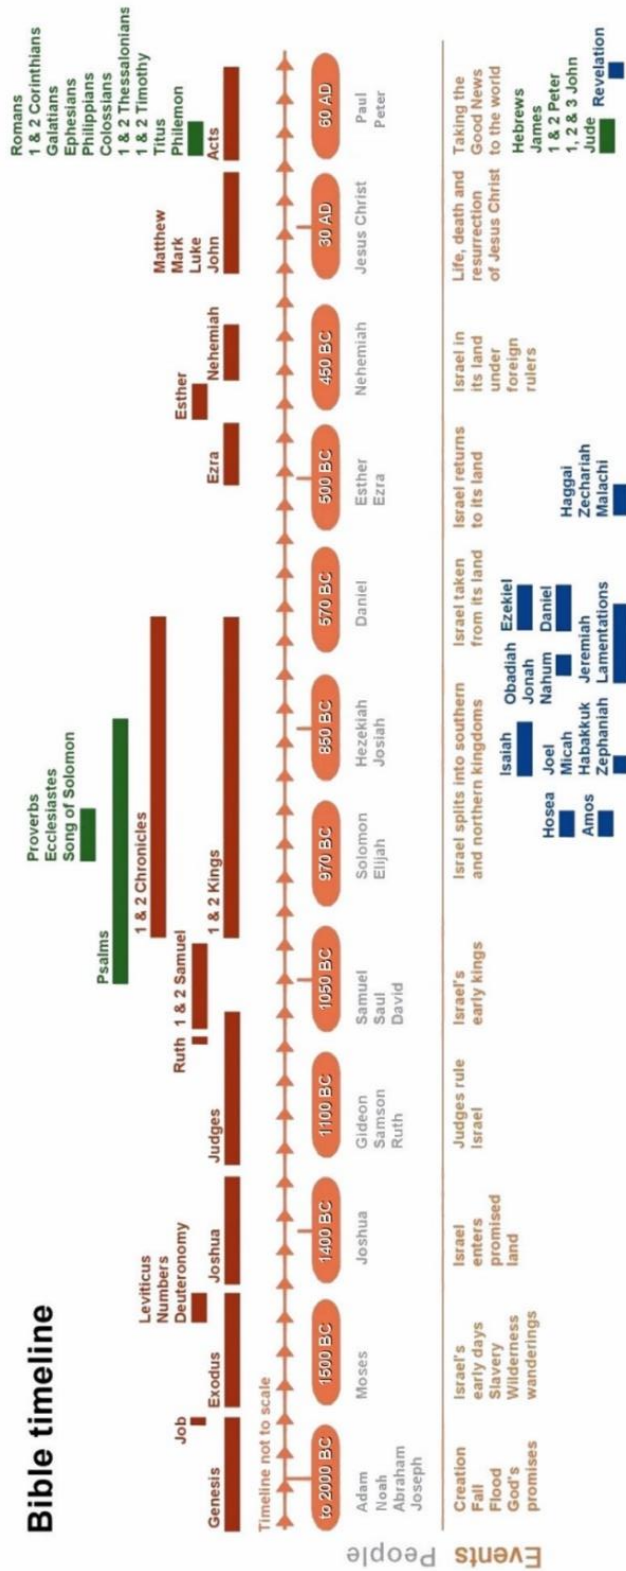 Bible timeline
Proverbs
Ecclesiastes
Song of Solomon
Psalms
Romans
1 & 2 Corinthians
Galatians
Ephesians
Philippians
Colossians
1 & 2 Thessalonians
1 & 2 Timothy
Titus
Philemon
Leviticus
Numbers
Deuteronomy
Job
Ruth
1 & 2 Samuel
1 & 2 Chronicles
Esther
Matthew
Mark
Luke
John
Genesis
Exodus
Joshua
Judges
1 & 2 Kings
Ezra
Nehemiah
Acts
Timeline not to scale
to 2000 BC
1500 BC
1400 BC
1100 BC
1050 BC
970 BC
850 BC
570 BC
500 BC
450 BC
30 AD
60 AD
People
Adam
Noah
Abraham
Joseph
Moses
Joshua
Gideon
Samson
Ruth
Samuel
Saul
David
Solomon
Elijah
Hezekiah
Josiah
Daniel
Esther
Ezra
Nehemiah
Jesus Christ
Paul
Peter
Events
Creation
Fall
Flood
God's
promises
Israel's
early days
Slavery
Wilderness
wanderings
Israel
enters
promised
land
Judges rule
Israel
Israel's
early kings
Israel splits into southern
and northern kingdoms
Israel taken
from its land
Israel returns
to its land
Israel in
its land
under
foreign
rulers
Life, death and
resurrection
of Jesus Christ
Taking the
Good News
to the world
Hosea
Amos
Isaiah
Joel
Micah
Habakkuk
Zephaniah
Obadiah
Jonah
Nahum
Jeremiah
Lamentations
Ezekiel
Daniel
Haggai
Zechariah
Malachi
Hebrews
James
1 & 2 Peter
1, 2 & 3 John
Jude
Revelation